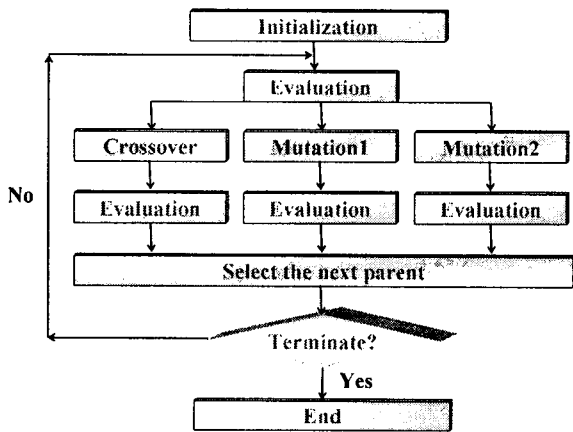 Initialization
Evaluation
Crossover Mutation1 Mutation2
No
Evaluation Evaluation Evaluation
Select the next parent
Terminate?
Yes
End